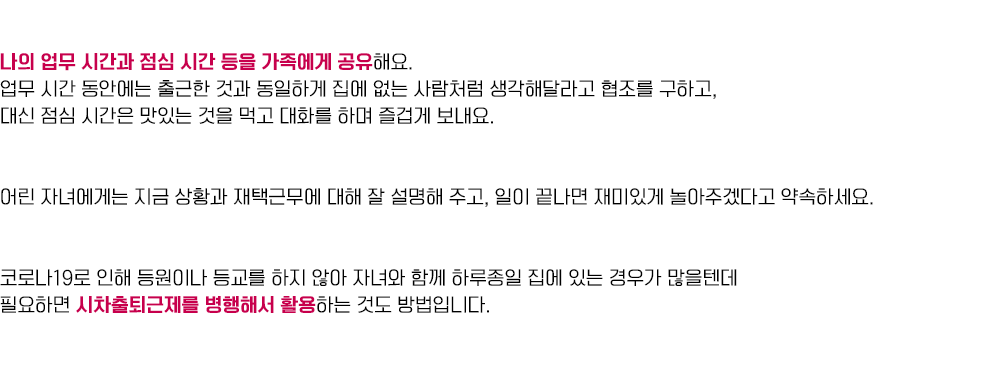 나의 업무 시간과 점심 시간 등을 가족에게 공유해요.
업무 시간 동안에는 출근한 것과 동일하게 집에 없는 사람처럼 생각해달라고 협조를 구하고,
대신 점심 시간은 맛있는 것을 먹고 대화를 하며 즐겁게 보내요.
어린 자녀에게는 지금 상황과 재택근무에 대해 잘 설명해 주고, 일이 끝나면 재미있게 놀아주겠다고 약속하세요.
코로나19로 인해 등원이나 등교를 하지 않아 자녀와 함께 하루종일 집에 있는 경우가 많을텐데
필요하면 시차출퇴근제를 병행해서 활용하는 것도 방법입니다.